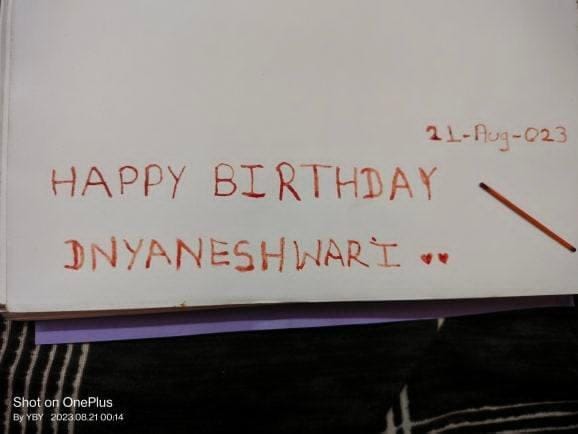 21-Aug-023
HAPPY BIRTHDAY
DNYANESHWARI ♥♥
Shot on OnePlus
By YBY 2023.08.21 00:14